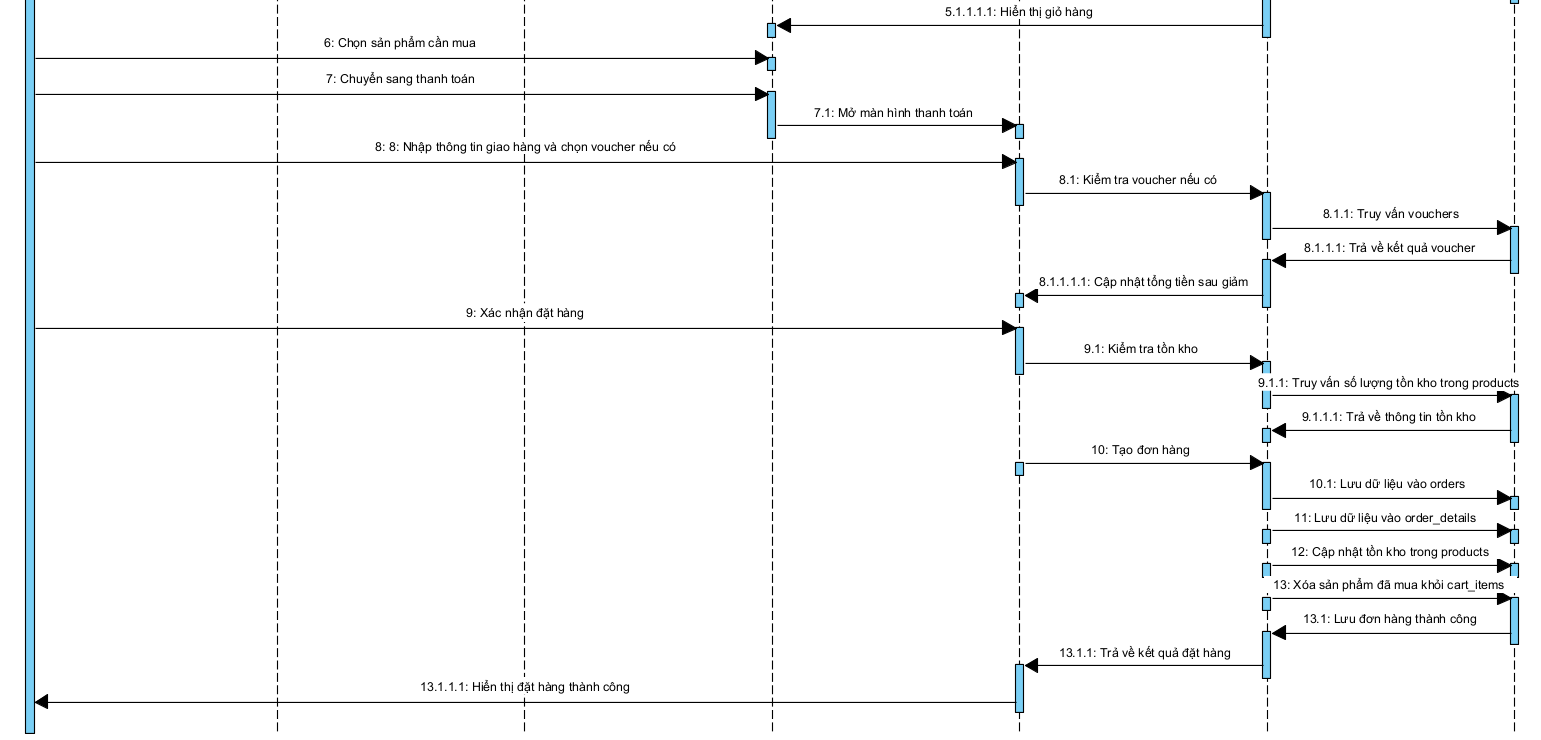 5.1.1.1.1: Hiển thị giỏ hàng
6: Chọn sản phẩm cần mua
7: Chuyển sang thanh toán
7.1: Mở màn hình thanh toán
8: 8: Nhập thông tin giao hàng và chọn voucher nếu có
8.1: Kiểm tra voucher nếu có
8.1.1: Truy vấn vouchers
8.1.1.1: Trả về kết quả voucher
8.1.1.1.1: Cập nhật tổng tiền sau giảm
9: Xác nhận đặt hàng
9.1: Kiểm tra tồn kho
9.1.1: Truy vấn số lượng tồn kho trong products
9.1.1.1: Trả về thông tin tồn kho
10: Tạo đơn hàng
10.1: Lưu dữ liệu vào orders
11: Lưu dữ liệu vào order_details
12: Cập nhật tồn kho trong products
13: Xóa sản phẩm đã mua khỏi cart_items
13.1: Lưu đơn hàng thành công
13.1.1: Trả về kết quả đặt hàng
13.1.1.1: Hiển thị đặt hàng thành công